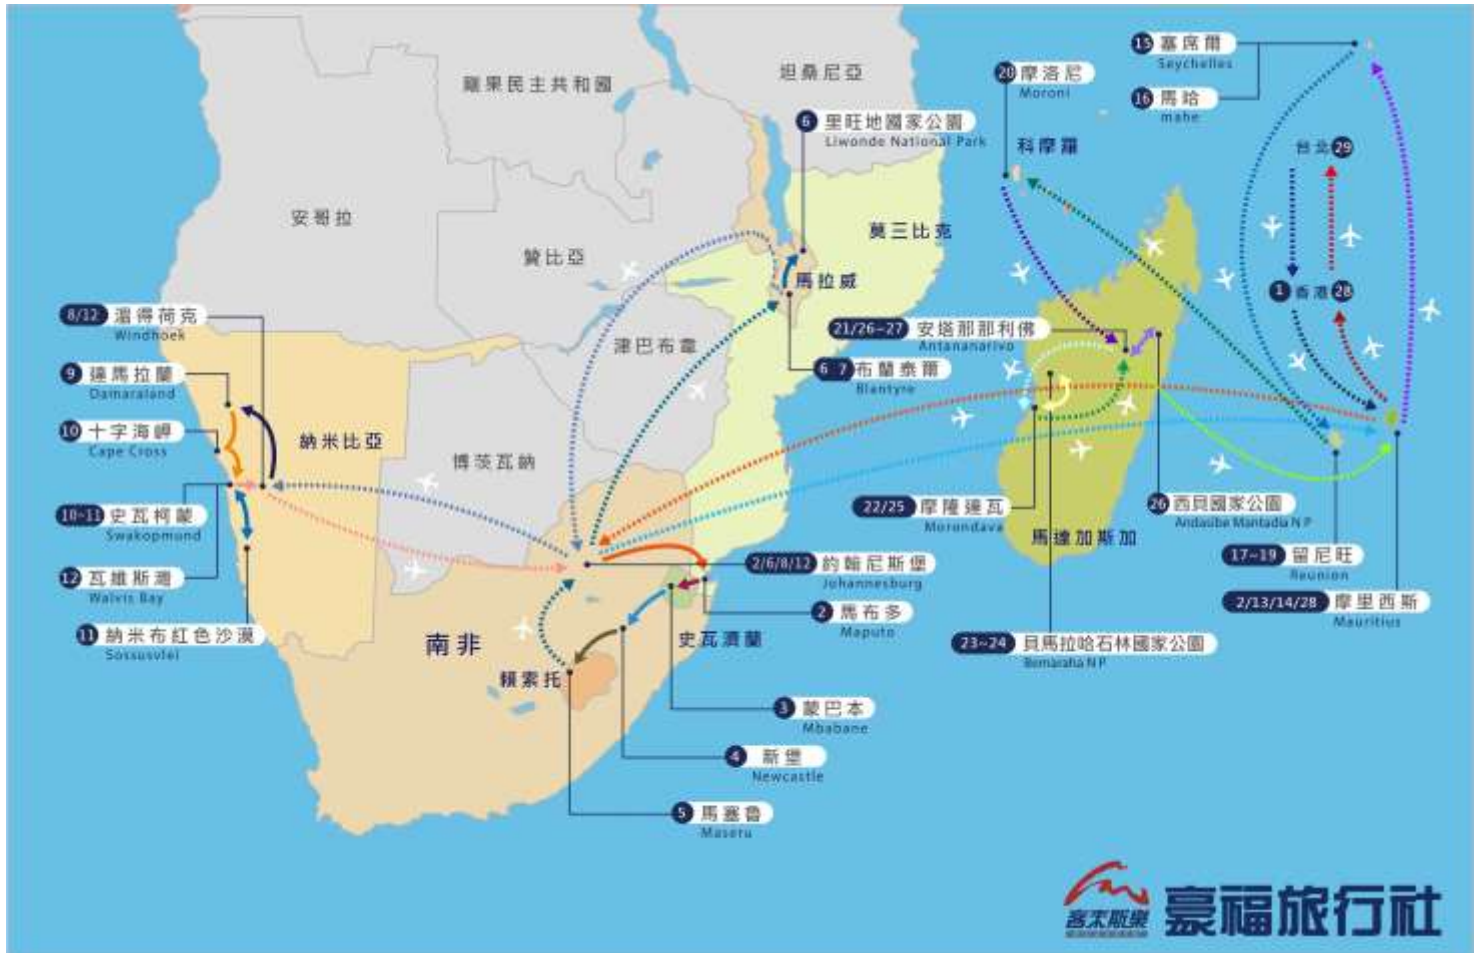 剛果民主共和國
坦桑尼亞
安哥拉
贊比亞
莫三比克
馬拉威
津巴布韋
博茨瓦納
納米比亞
南非
賴索托
史瓦濟蘭
科摩羅
馬達加斯加
15 塞席爾
Seychelles
16 馬哈
mahe
20 摩洛尼
Moroni
台北 29
1 香港 28
6 里旺地國家公園
Liwonde National Park
6 7 布蘭泰爾
Blantyre
8/12 溫得荷克
Windhoek
9 達馬拉蘭
Damaraland
10 十字海岬
Cape Cross
10~11 史瓦柯蒙
Swakopmund
12 瓦維斯灣
Walvis Bay
11 納米布紅色沙漠
Sossusvlei
21/26~27 安塔那那利佛
Antananarivo
22/25 摩隆達瓦
Morondava
26 西貝國家公園
Andasibe Mantadia N P
17~19 留尼旺
Reunion
2/13/14/28 摩里西斯
Mauritius
23~24 貝馬拉哈石林國家公園
Bemaraha N P
2/6/8/12 約翰尼斯堡
Johannesburg
2 馬布多
Maputo
3 蒙巴本
Mbabane
4 新堡
Newcastle
5 馬塞魯
Maseru
客來斯樂
豪福旅行社